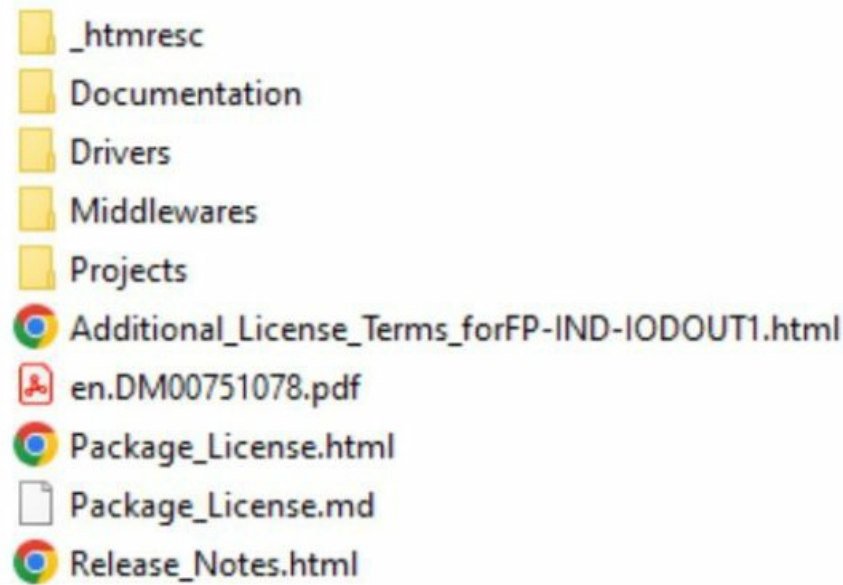 _htmresc
Documentation
Drivers
Middlewares
Projects
Additional_License_Terms_forFP-IND-IODOUT1.html
en.DM00751078.pdf
Package_License.html
Package_License.md
Release_Notes.html